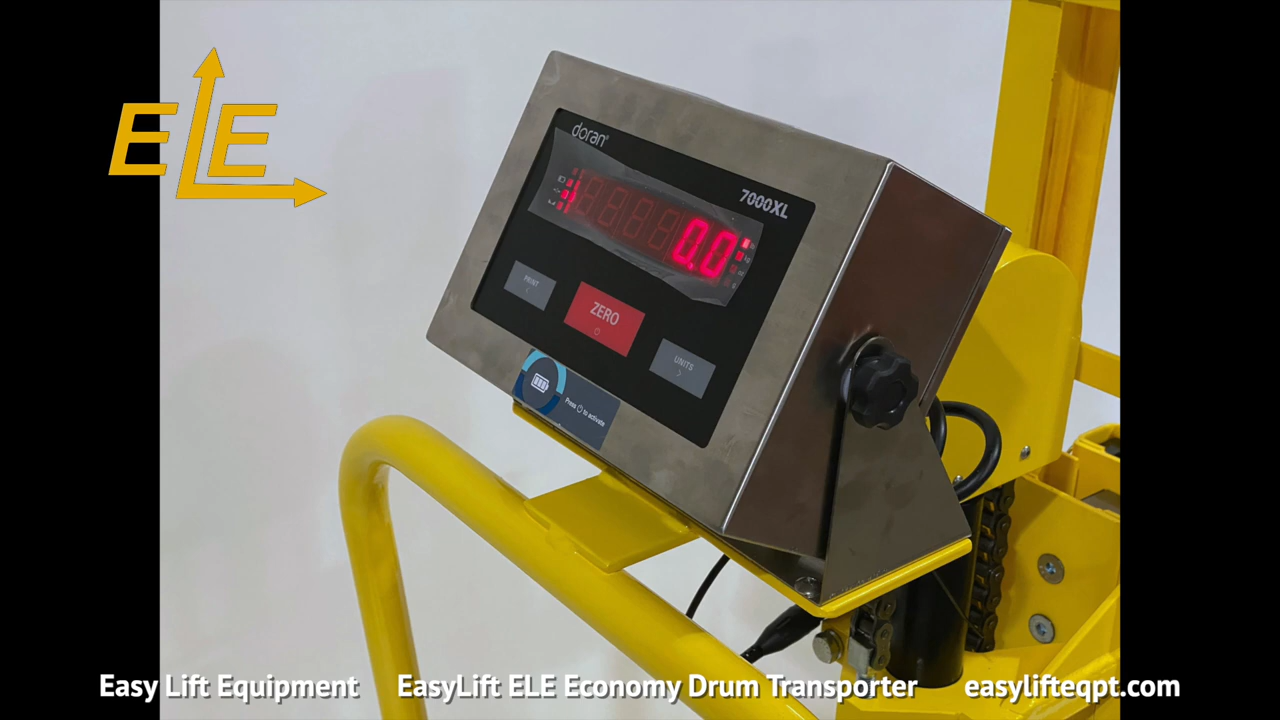 ELE
doran
7000XL
0.0
PRINT
ZERO
UNITS
Press to activate
Easy Lift Equipment EasyLift ELE Economy Drum Transporter easylifteqpt.com